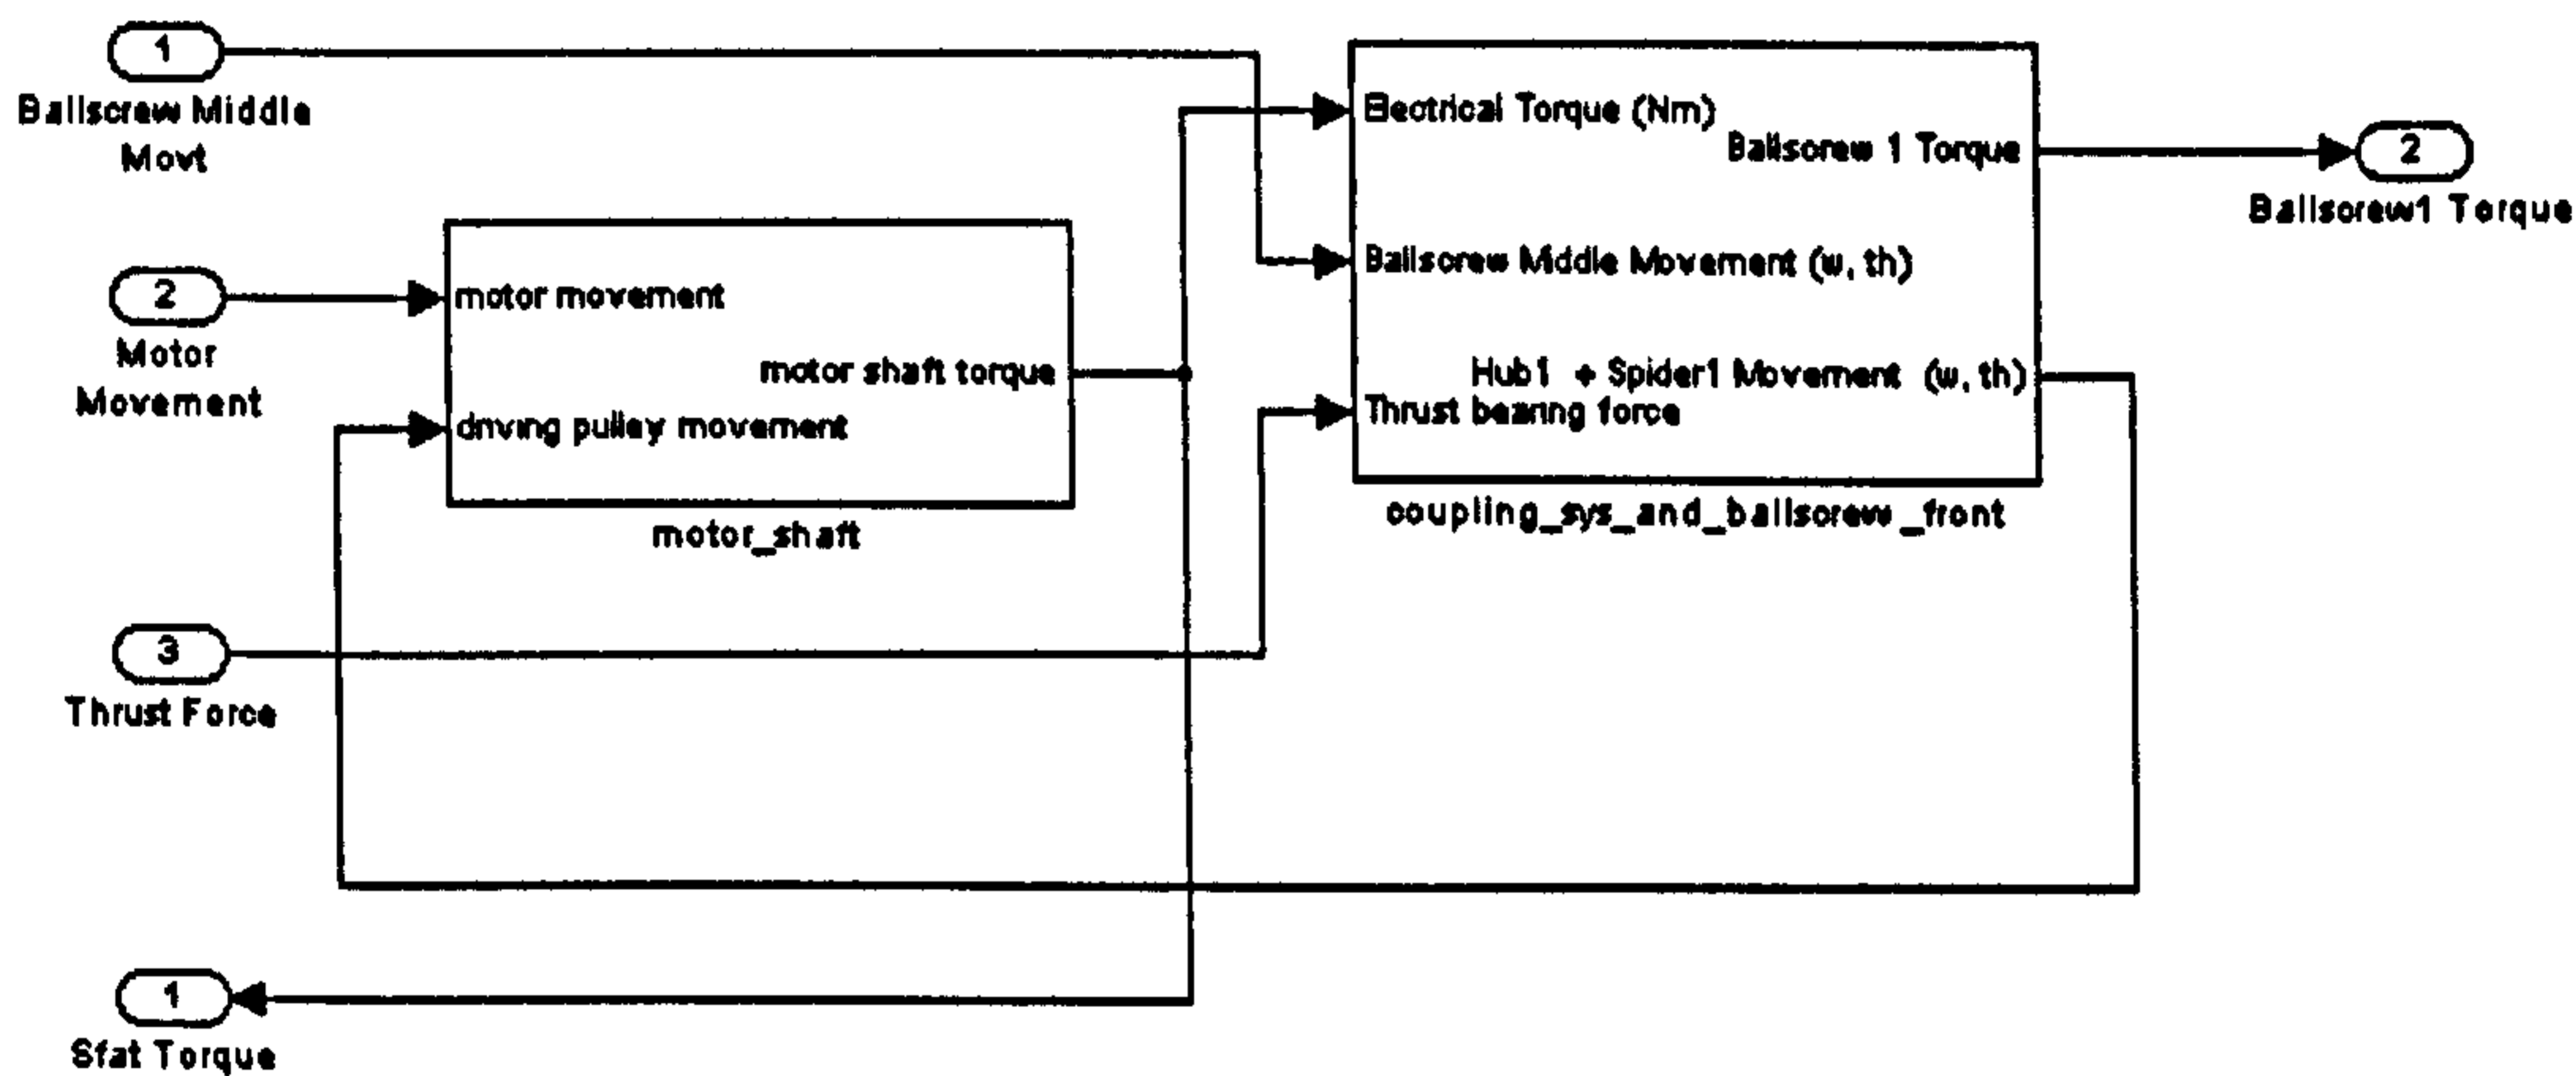 1
Ballscrew Middle
Movt
2
Motor
Movement
3
Thrust Force
1
Sfat Torque
motor movement
motor shaft torque
driving pulley movement
motor_shaft
Electrical Torque (Nm)
Ballscrew 1 Torque
Ballscrew Middle Movement (w, th)
Hub1 + Spider1 Movement (w, th)
Thrust bearing force
coupling_sys_and_ballscrew_front
2
Ballscrew1 Torque